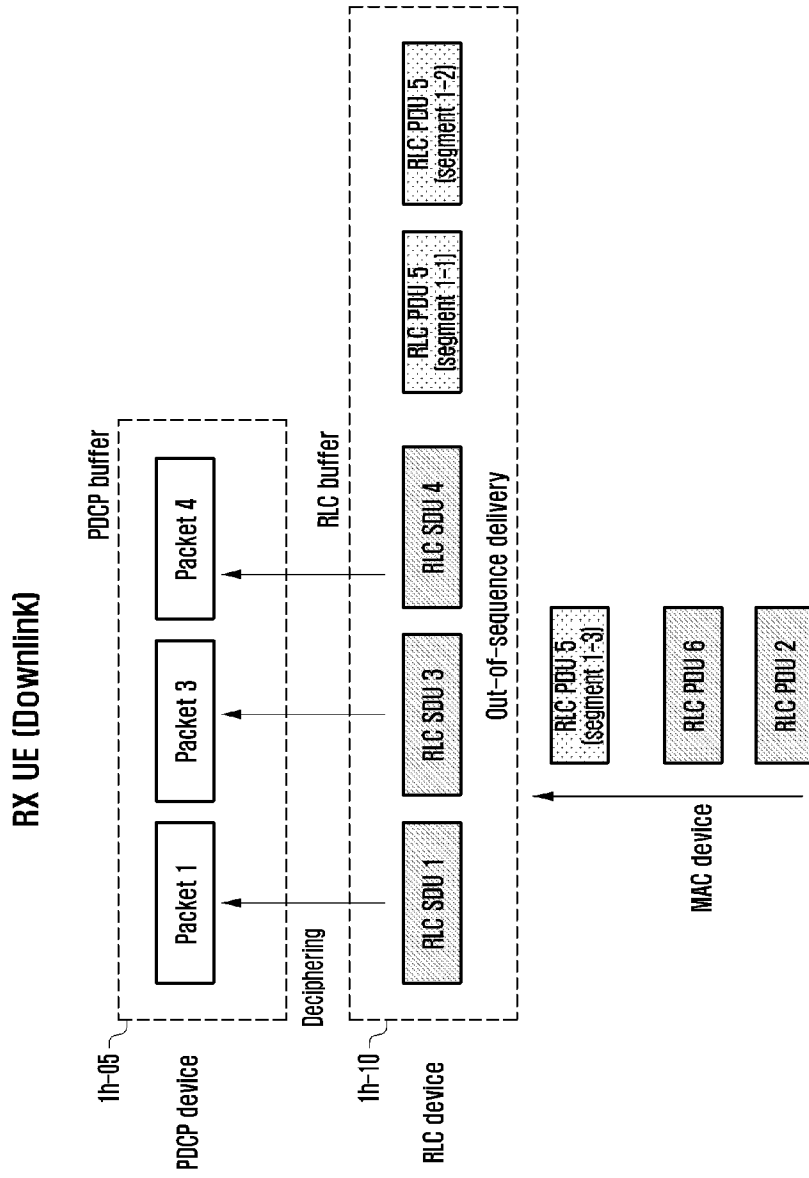 RX UE (Downlink)
1h-05
PDCP buffer
PDCP device
Packet 1
Packet 3
Packet 4
Deciphering
RLC buffer
1h-10
RLC device
RLC SDU 1
RLC SDU 3
RLC SDU 4
RLC PDU 5
(segment 1-1)
RLC PDU 5
(segment 1-2)
Out-of-sequence delivery
MAC device
RLC PDU 5
(segment 1-3)
RLC PDU 6
RLC PDU 2